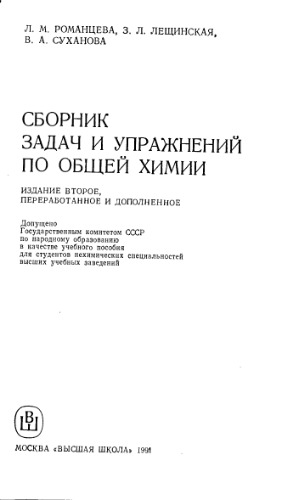 Л. М. РОМАНЦЕВА, З. Л. ЛЕЩИНСКАЯ,
В. А. СУХАНОВА
СБОРНИК
ЗАДАЧ И УПРАЖНЕНИЙ
ПО ОБЩЕЙ ХИМИИ
ИЗДАНИЕ ВТОРОЕ,
ПЕРЕРАБОТАННОЕ И ДОПОЛНЕННОЕ
Допущено
Государственным комитетом СССР
по народному образованию
в качестве учебного пособия
для студентов нехимических специальностей
высших учебных заведений
ВШ
МОСКВА «ВЫСШАЯ ШКОЛА» 1991